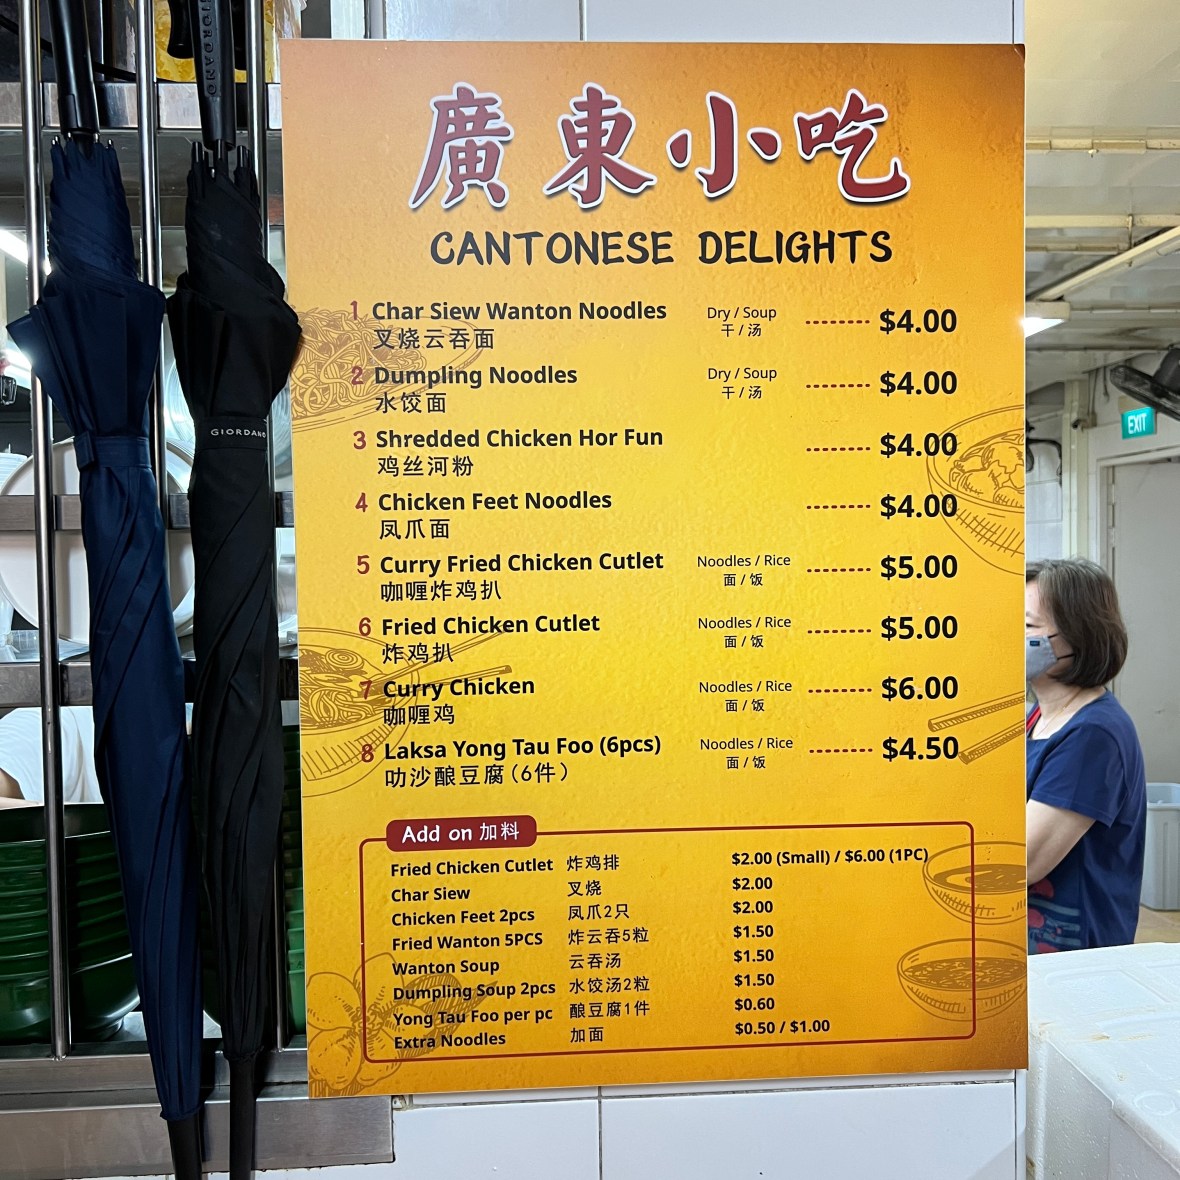 廣東小吃
CANTONESE DELIGHTS
1 Char Siew Wanton Noodles Dry / Soup --------- $4.00
叉烧云吞面 干 / 汤
2 Dumpling Noodles Dry / Soup --------- $4.00
水饺面 干 / 汤
3 Shredded Chicken Hor Fun --------- $4.00
鸡丝河粉
4 Chicken Feet Noodles --------- $4.00
凤爪面
5 Curry Fried Chicken Cutlet Noodles / Rice --------- $5.00
咖喱炸鸡扒 面 / 饭
6 Fried Chicken Cutlet Noodles / Rice --------- $5.00
炸鸡扒 面 / 饭
7 Curry Chicken Noodles / Rice --------- $6.00
咖喱鸡 面 / 饭
8 Laksa Yong Tau Foo (6pcs) Noodles / Rice --------- $4.50
叻沙酿豆腐(6件) 面 / 饭
Add on 加料
Fried Chicken Cutlet 炸鸡排 $2.00 (Small) / $6.00 (1PC)
Char Siew 叉烧 $2.00
Chicken Feet 2pcs 凤爪2只 $2.00
Fried Wanton 5PCS 炸云吞5粒 $1.50
Wanton Soup 云吞汤 $1.50
Dumpling Soup 2pcs 水饺汤2粒 $1.50
Yong Tau Foo per pc 酿豆腐1件 $0.60
Extra Noodles 加面 $0.50 / $1.00
GIORDANO
GIORDANO
EXIT